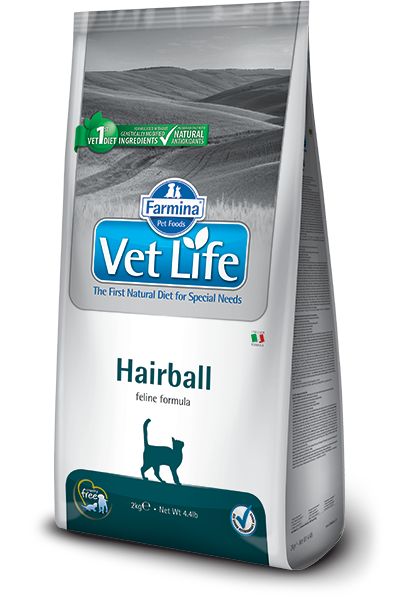 1st
VET DIET
FORMULATED WITHOUT
GENETICALLY MODIFIED
INGREDIENTS
NATURAL
ANTIOXIDANTS
Farmina
Pet Foods
Vet Life
The First Natural Diet for Special Needs
Hairball
feline formula
free
2kg℮ • Net Wt 4.4lb